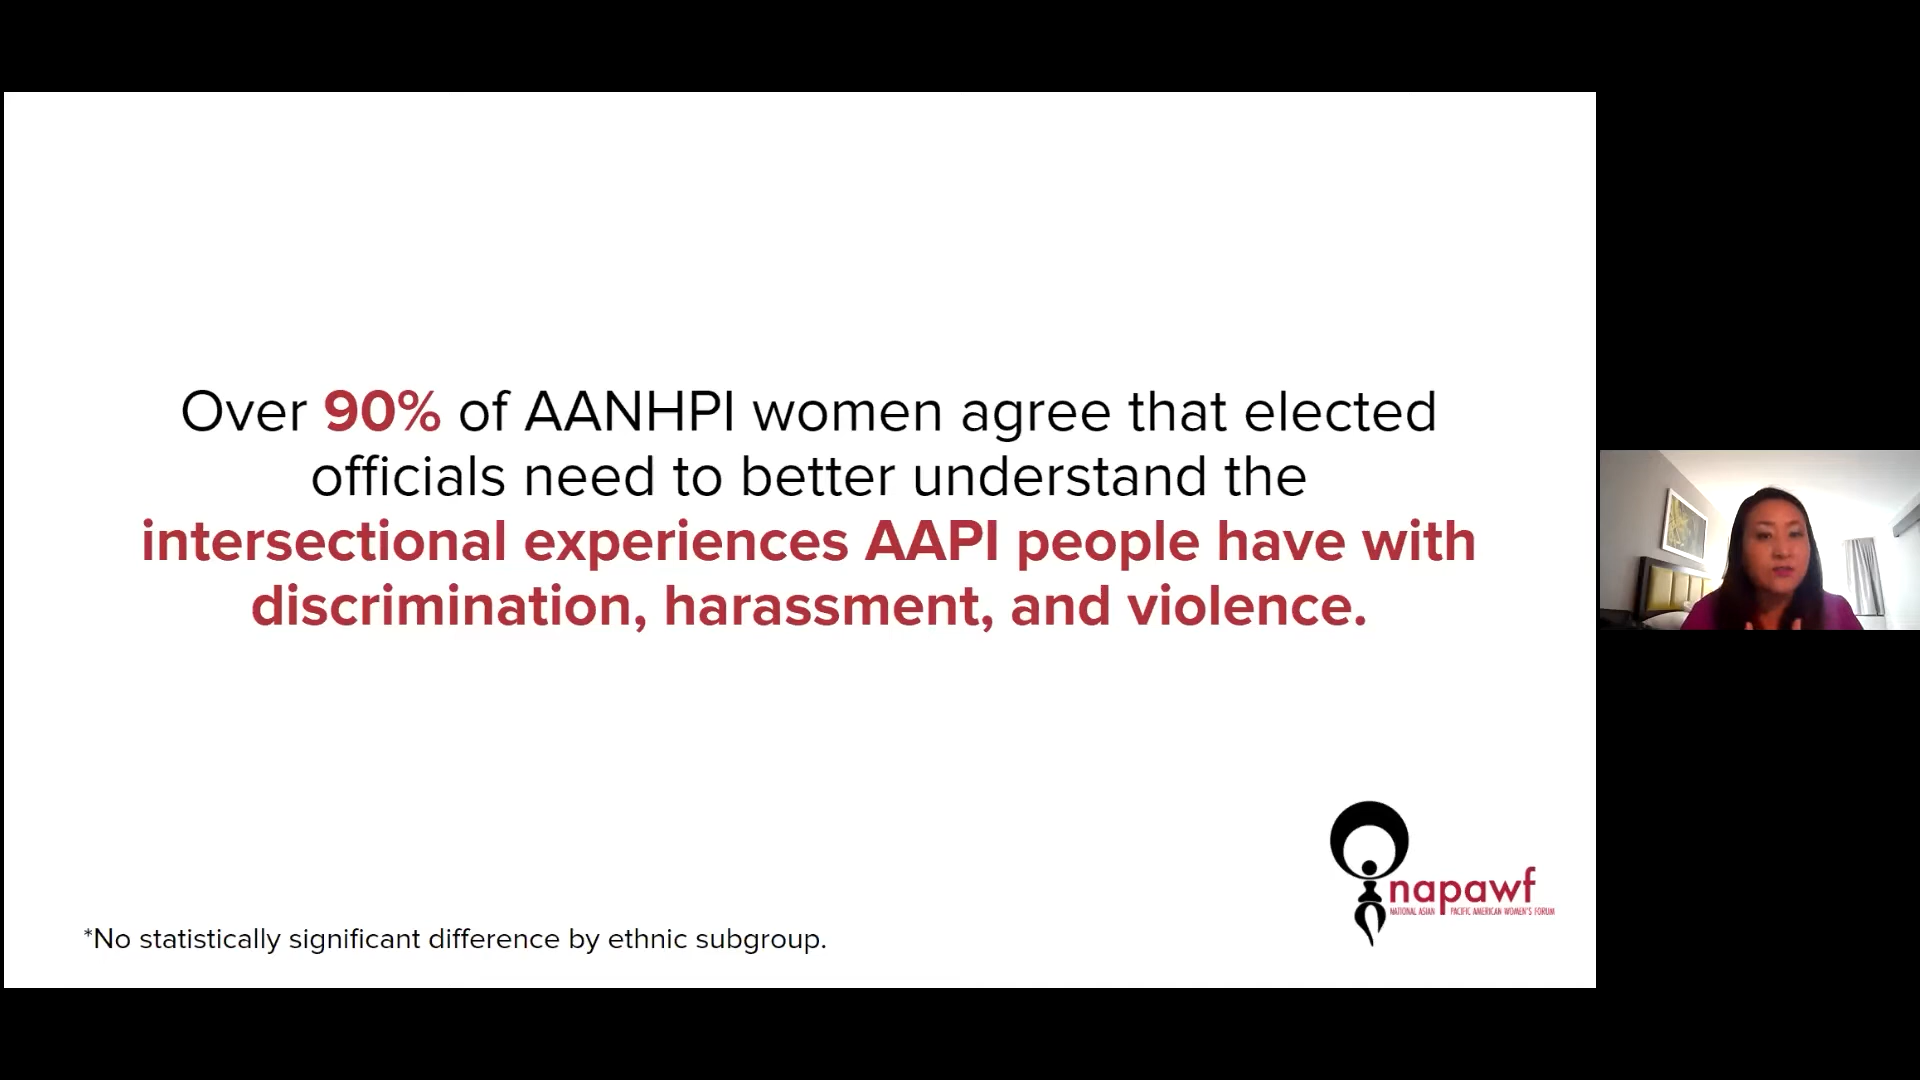 Over 90% of AANHPI women agree that elected
officials need to better understand the
intersectional experiences AAPI people have with
discrimination, harassment, and violence.
napawf
NATIONAL ASIAN PACIFIC AMERICAN WOMEN'S FORUM
*No statistically significant difference by ethnic subgroup.